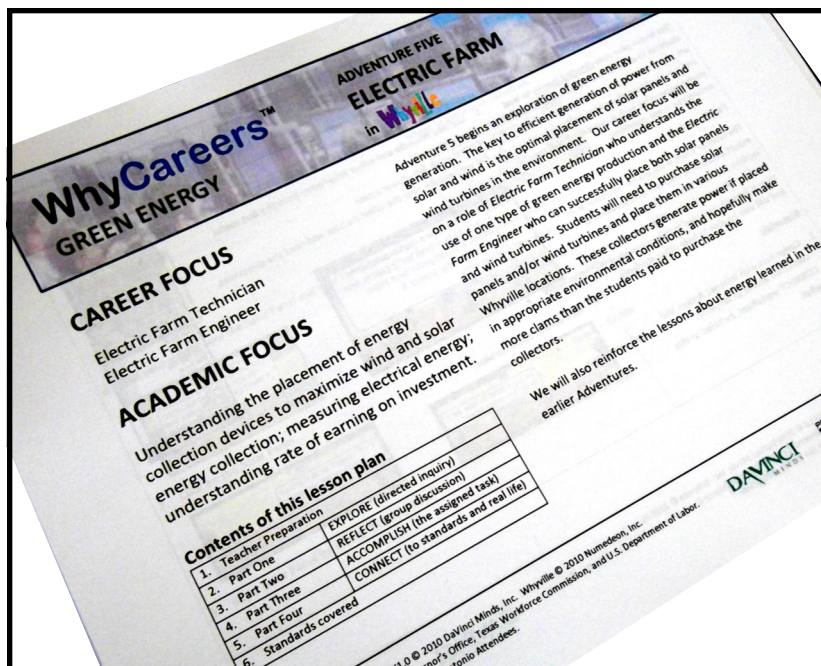 WhyCareers™
GREEN ENERGY
ADVENTURE FIVE
ELECTRIC FARM
in Whyville
CAREER FOCUS
Electric Farm Technician
Electric Farm Engineer
ACADEMIC FOCUS
Understanding the placement of energy
collection devices to maximize wind and solar
energy collection; measuring electrical energy;
understanding rate of earning on investment.
Contents of this lesson plan
1. Teacher Preparation
2. Part One EXPLORE (directed inquiry)
3. Part Two REFLECT (group discussion)
4. Part Three ACCOMPLISH (the assigned task)
5. Part Four CONNECT (to standards and real life)
6. Standards covered
Adventure 5 begins an exploration of green energy
generation. The key to efficient generation of power from
solar and wind is the optimal placement of solar panels and
wind turbines in the environment. Our career focus will be
on a role of Electric Farm Technician who understands the
use of one type of green energy production and the Electric
Farm Engineer who can successfully place both solar panels
and wind turbines. Students will need to purchase solar
panels and/or wind turbines and place them in various
Whyville locations. These collectors generate power if placed
in appropriate environmental conditions, and hopefully make
more clams than the students paid to purchase the
collectors.
We will also reinforce the lessons about energy learned in the
earlier Adventures.
DAVINCI
MINDS
© 2010 DaVinci Minds, Inc. Whyville © 2010 Numedeon, Inc.
Office, Texas Workforce Commission, and U.S. Department of Labor.
Attendees.